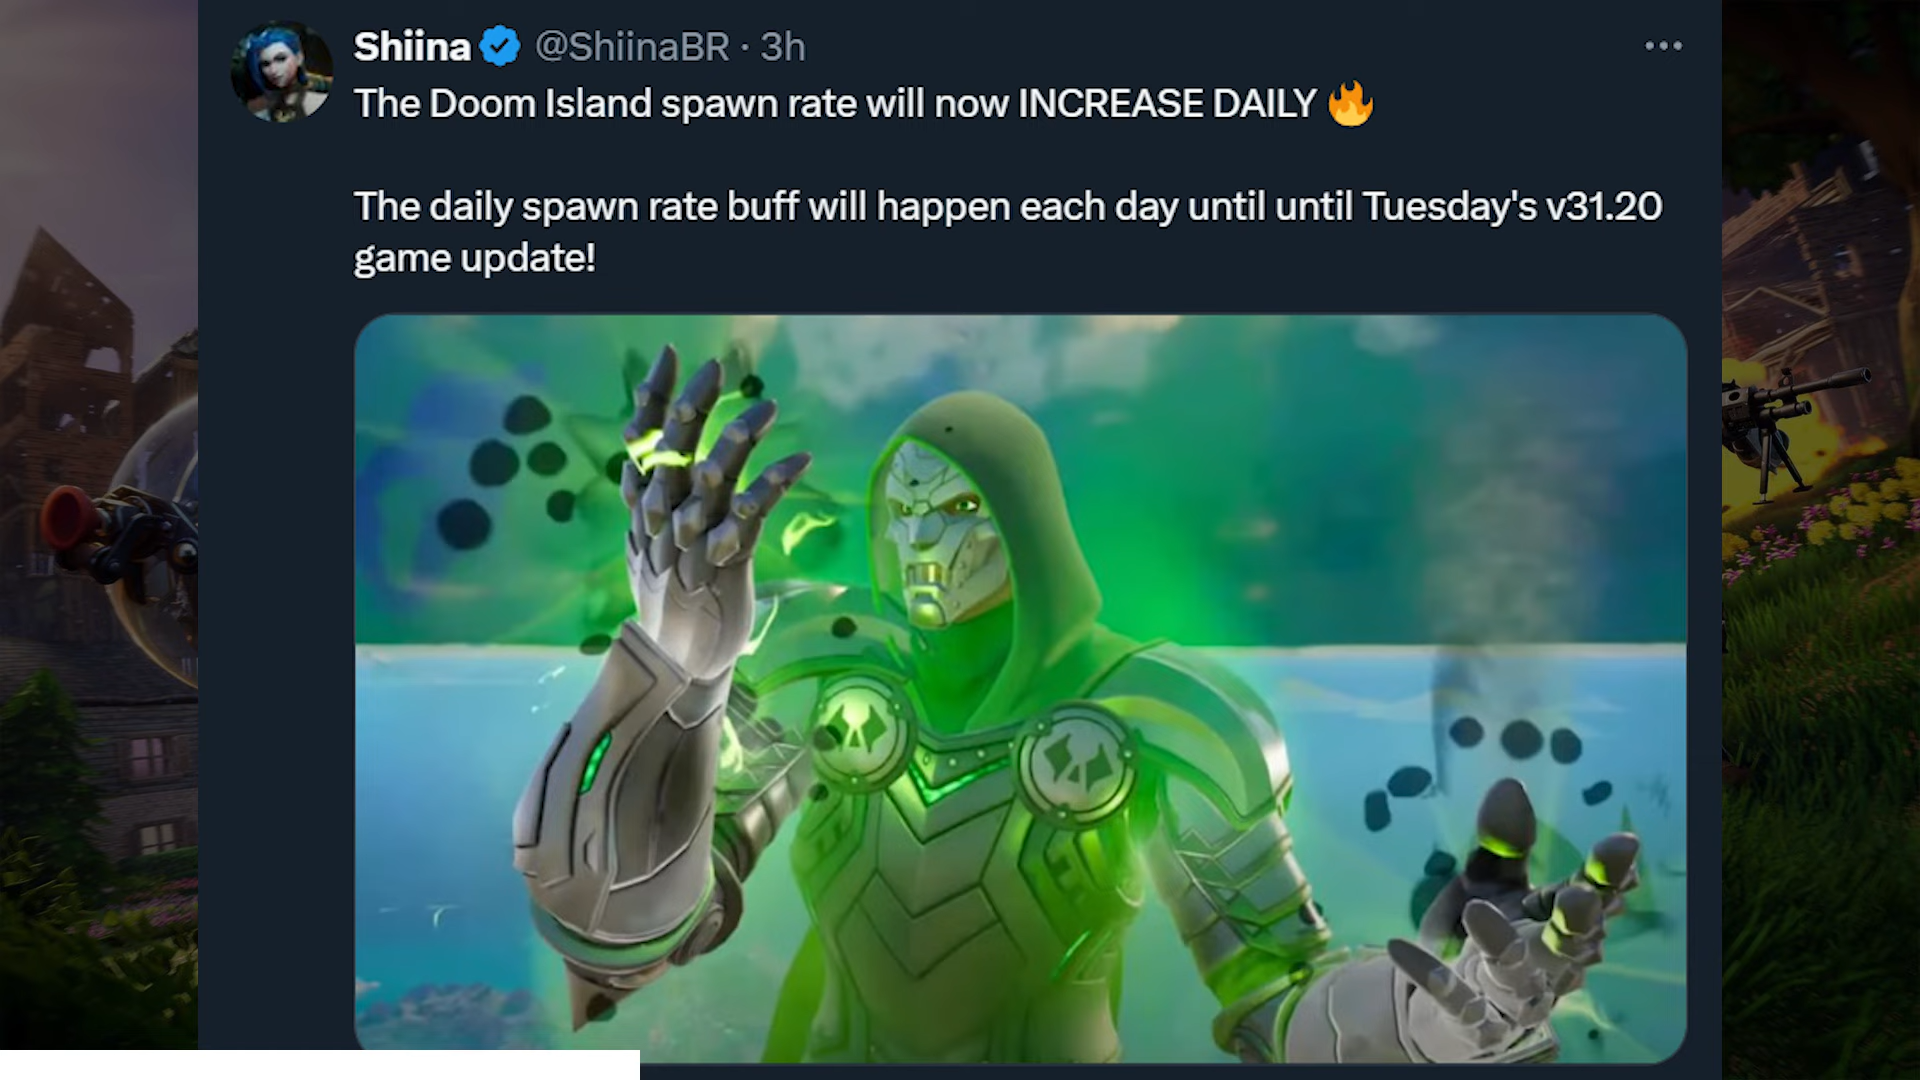 Shiina @ShiinaBR · 3h
The Doom Island spawn rate will now INCREASE DAILY 🔥
The daily spawn rate buff will happen each day until until Tuesday's v31.20
game update!